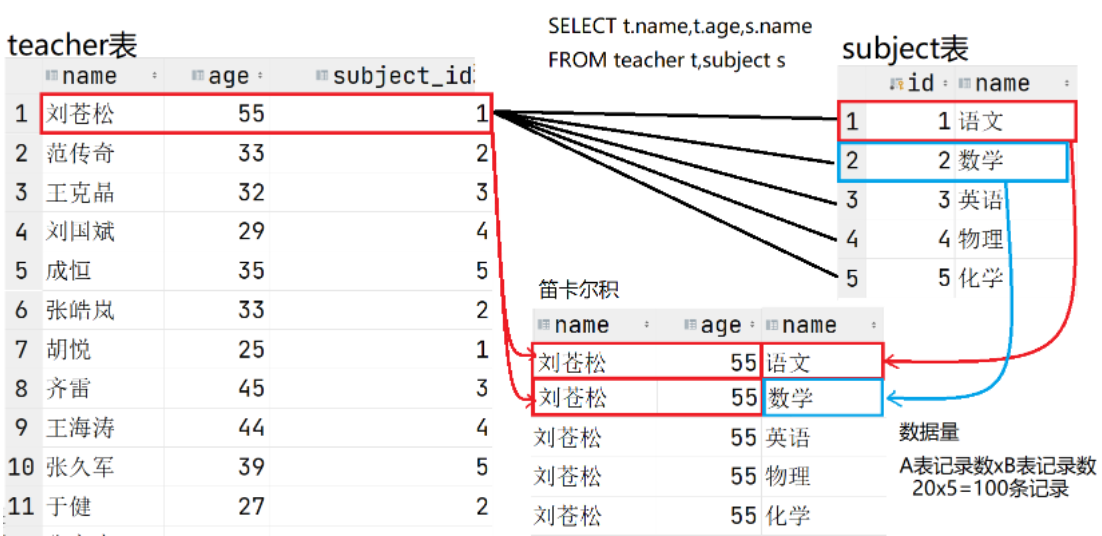 SELECT t.name,t.age,s.name
FROM teacher t,subject s
teacher表
name age subject_id
1 刘苍松 55 1
2 范传奇 33 2
3 王克晶 32 3
4 刘国斌 29 4
5 成恒 35 5
6 张皓岚 33 2
7 胡悦 25 1
8 齐雷 45 3
9 王海涛 44 4
10 张久军 39 5
11 于健 27 2
subject表
id name
1 1 语文
2 2 数学
3 3 英语
4 4 物理
5 5 化学
笛卡尔积
name age name
刘苍松 55 语文
刘苍松 55 数学
刘苍松 55 英语
刘苍松 55 物理
刘苍松 55 化学
数据量
A表记录数xB表记录数
20x5=100条记录